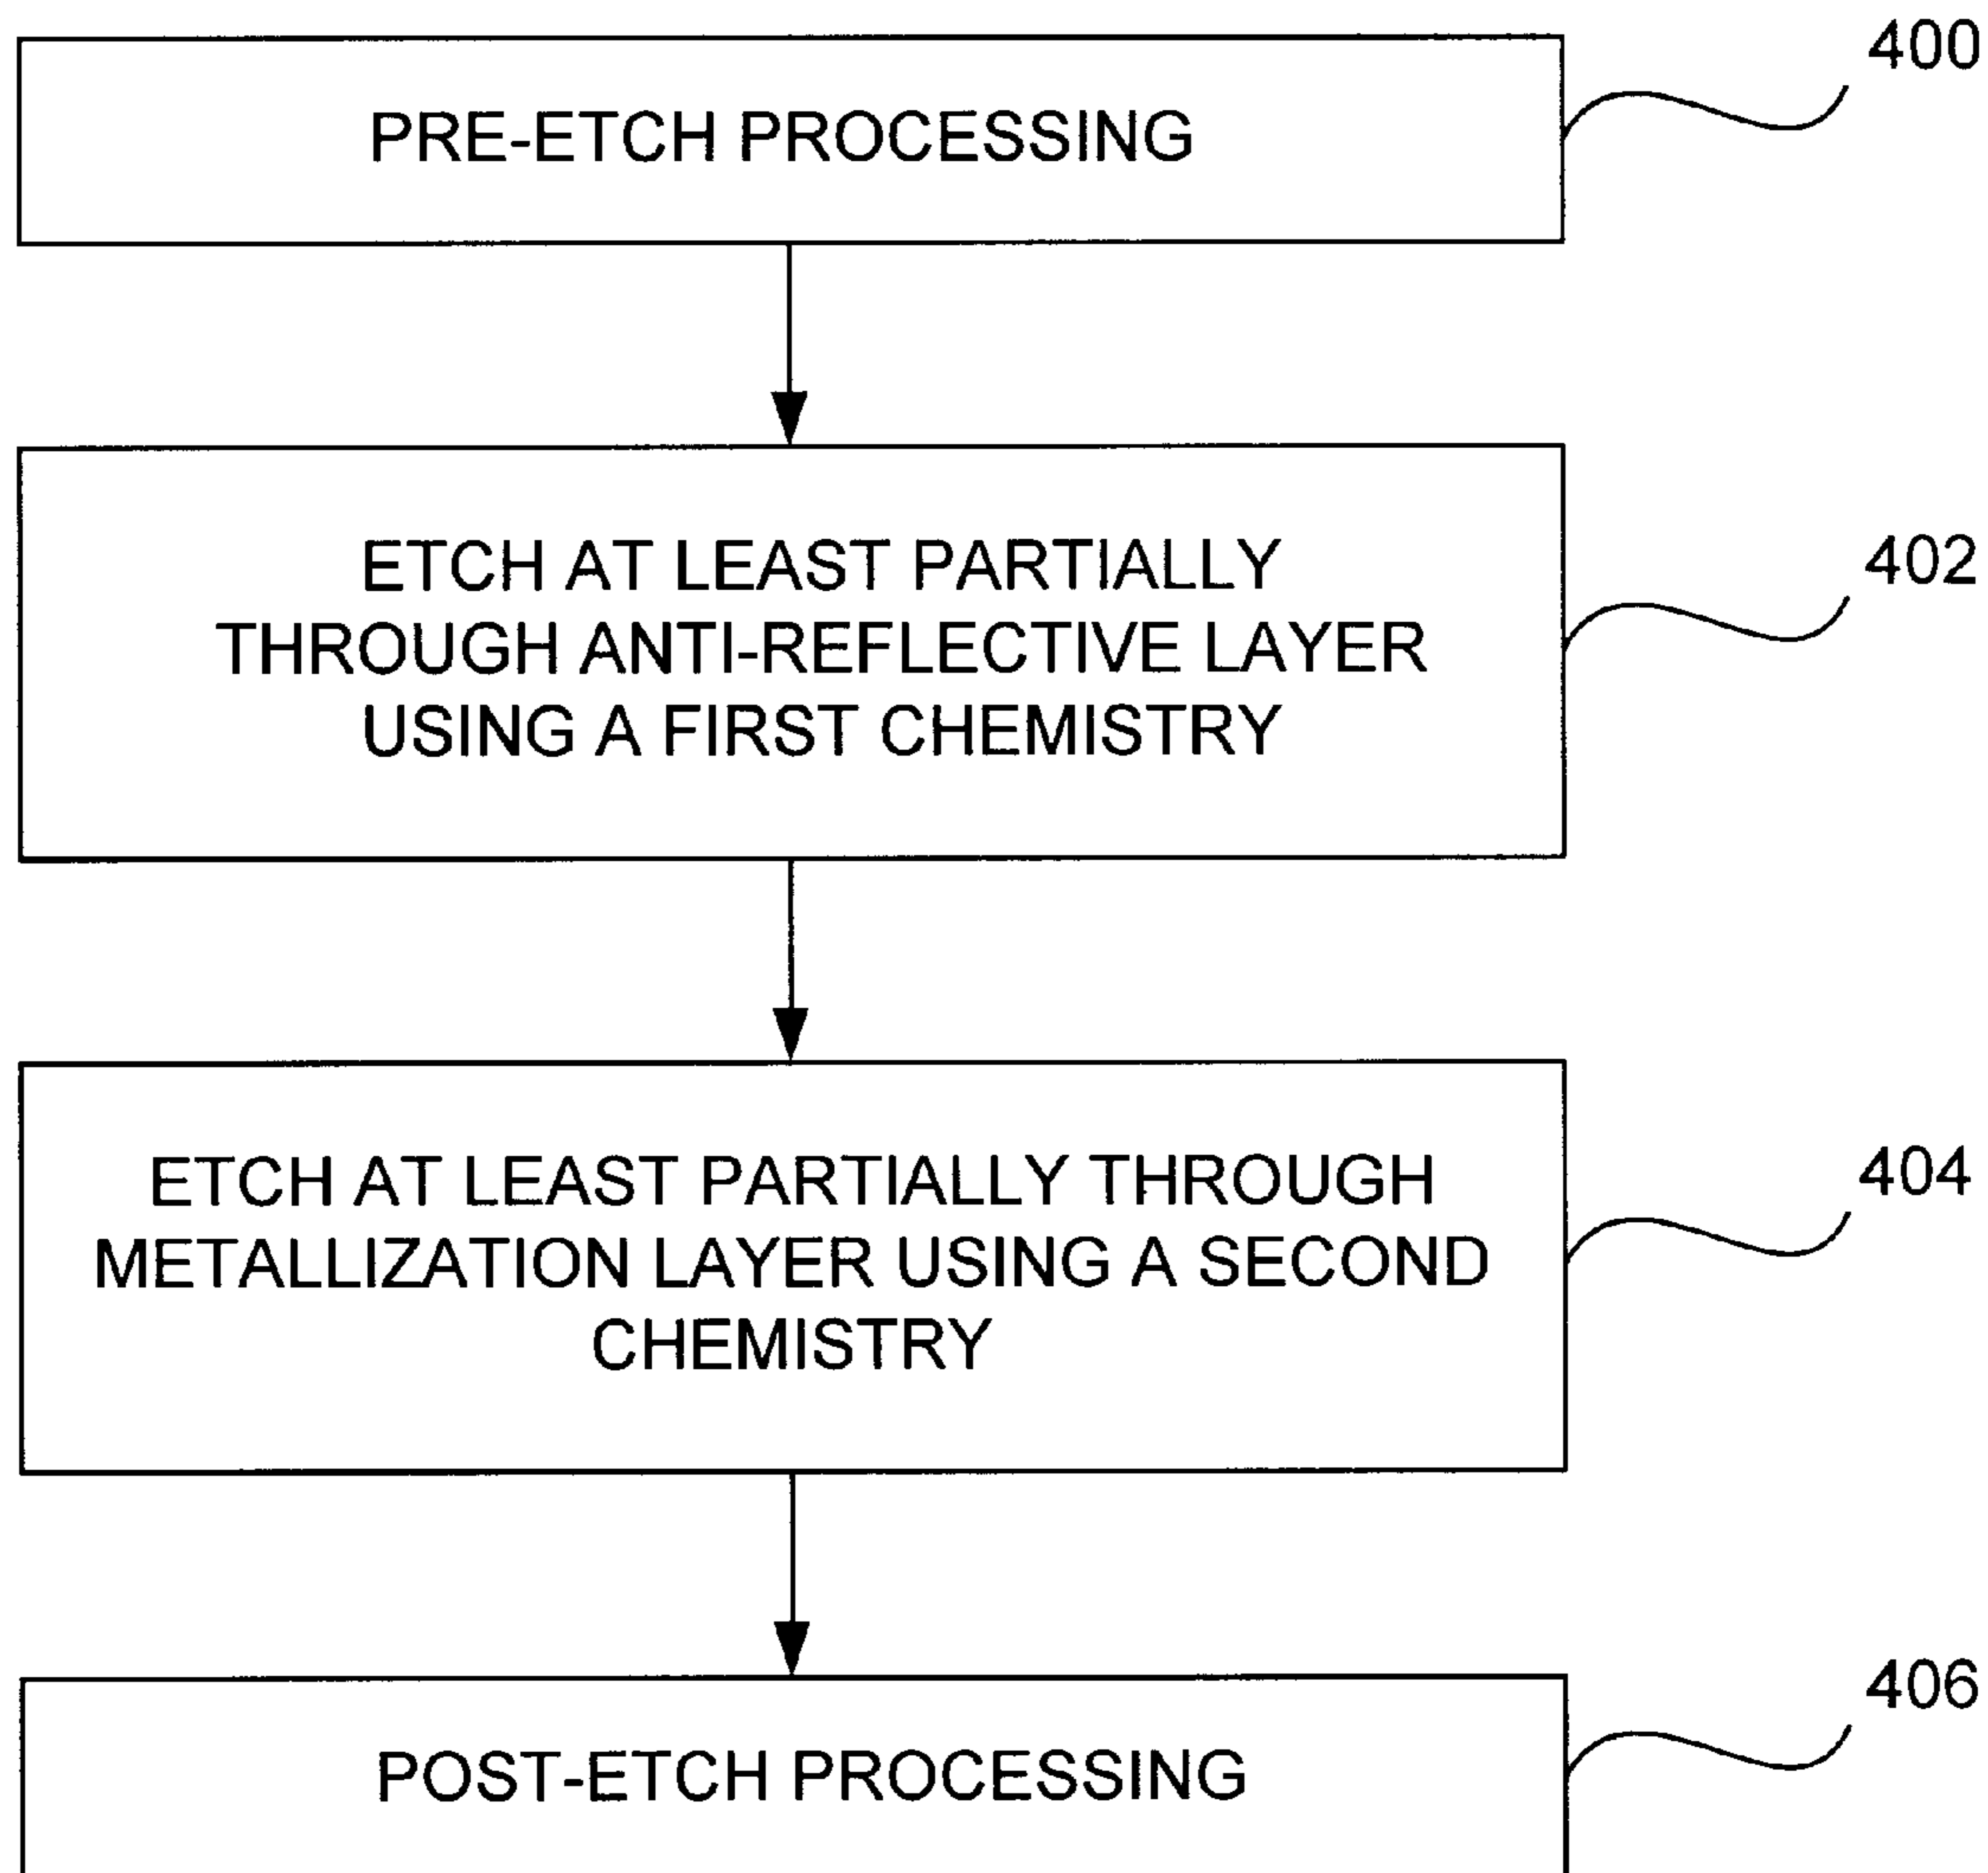 400
PRE-ETCH PROCESSING
402
ETCH AT LEAST PARTIALLY
THROUGH ANTI-REFLECTIVE LAYER
USING A FIRST CHEMISTRY
404
ETCH AT LEAST PARTIALLY THROUGH
METALLIZATION LAYER USING A SECOND
CHEMISTRY
406
POST-ETCH PROCESSING